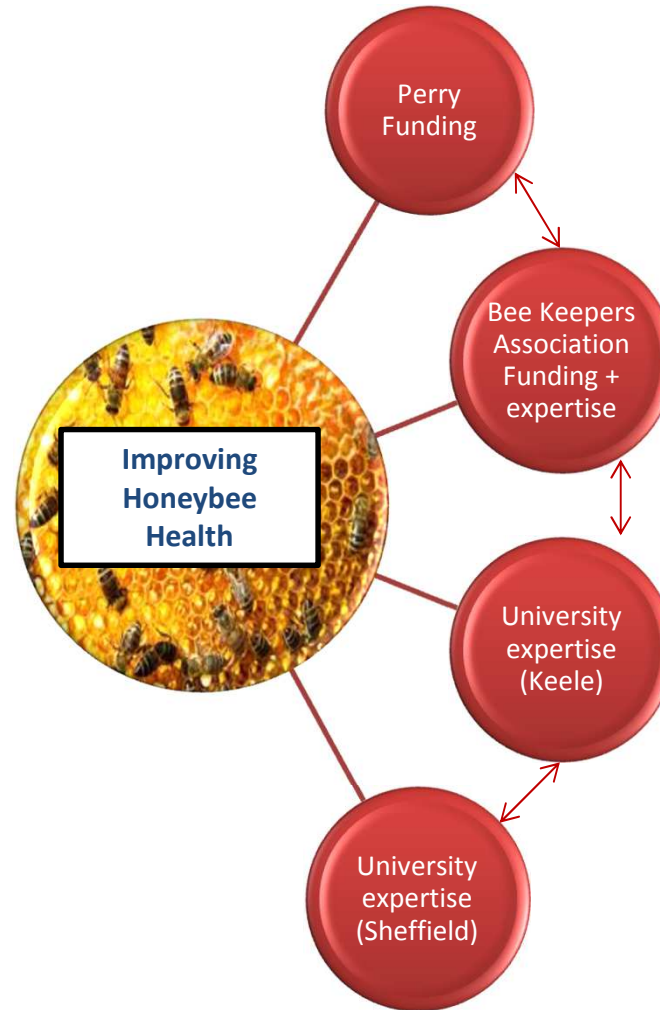 Perry
Funding
Bee Keepers
Association
Funding +
expertise
Improving
Honeybee
Health
University
expertise
(Keele)
University
expertise
(Sheffield)